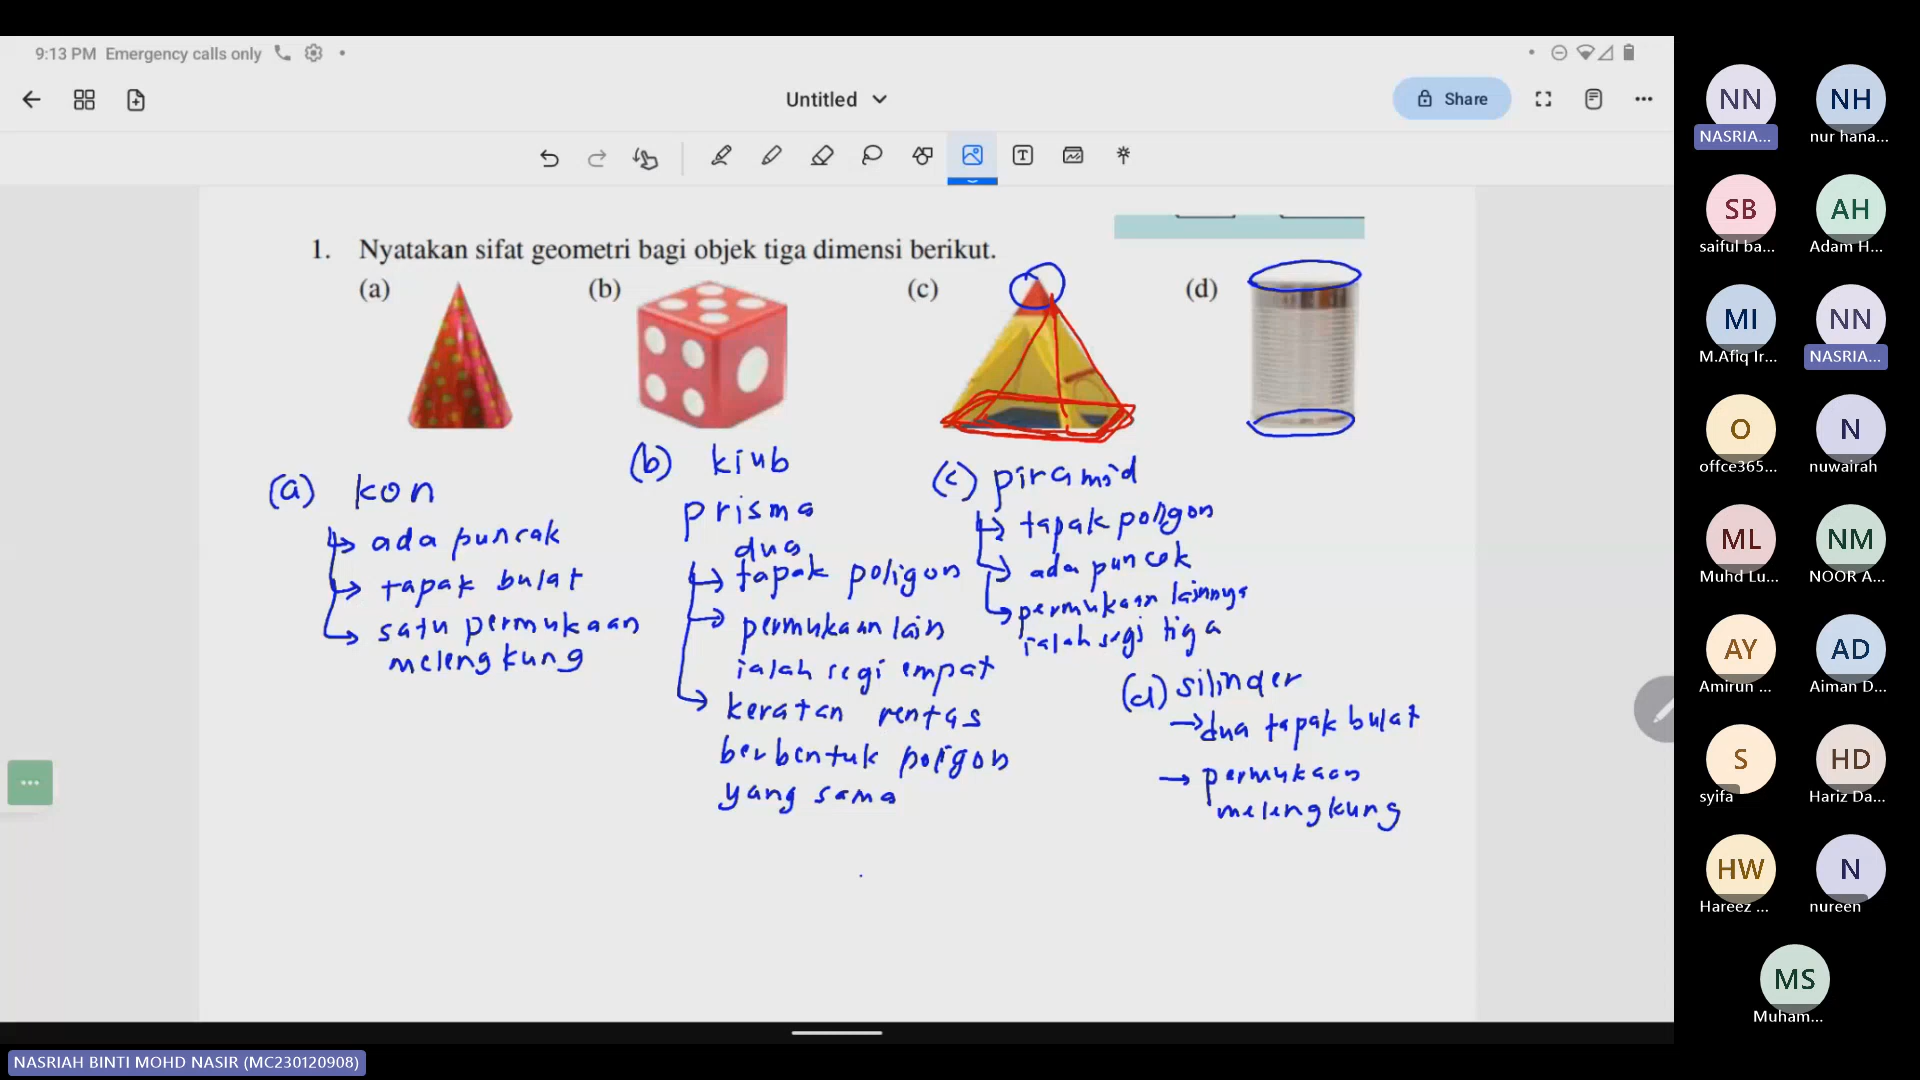 9:13 PM Emergency calls only
Untitled
Share
1. Nyatakan sifat geometri bagi objek tiga dimensi berikut.
(a) (b) (c) (d)
(a) kon
ada puncak
tapak bulat
satu permukaan
melengkung
(b) kiub
prisma
dua
tapak poligon
permukaan lain
ialah segi empat
keratan rentas
berbentuk poligon
yang sama
(c) piramid
tapak poligon
ada puncak
permukaan lainnya
ialah segi tiga
(d) silinder
dua tapak bulat
permukaan
melengkung
NN NH
NASRIA... nur hana...
SB AH
saiful ba... Adam H...
MI NN
M.Afiq Ir... NASRIA...
O N
offce365... nuwairah
ML NM
Muhd Lu... NOOR A...
AY AD
Amirun ... Aiman D...
S HD
syifa Hariz Da...
HW N
Hareez ... nureen
MS
Muham...
NASRIAH BINTI MOHD NASIR (MC230120908)